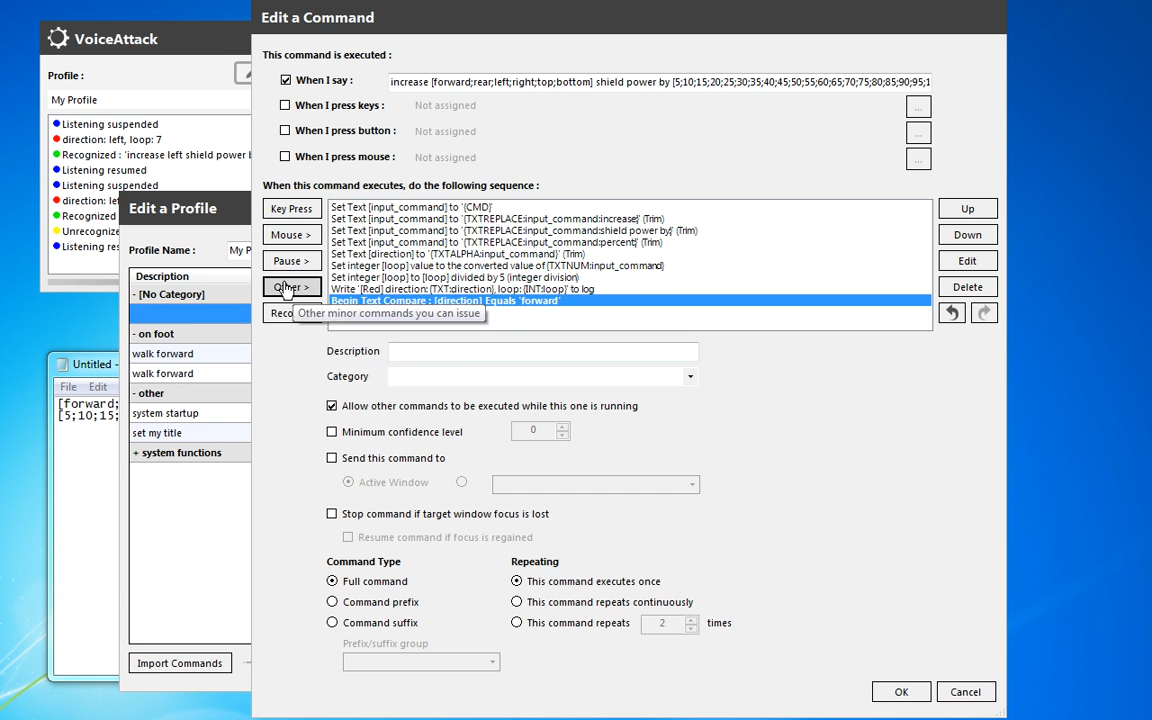 Edit a Command
VoiceAttack
This command is executed :
Profile :
When I say :
increase [forward;rear;left;right;top;bottom] shield power by [5;10;15;20;25;30;35;40;45;50;55;60;65;70;75;80;85;90;95;1
My Profile
When I press keys :
Not assigned
...
Listening suspended
direction: left, loop: 7
When I press button :
Not assigned
...
Recognized : 'increase left shield power b
When I press mouse :
Not assigned
...
Listening resumed
Listening suspended
When this command executes, do the following sequence :
direction: left
Recognized
Unrecognize
Listening res
Key Press
Mouse >
Pause >
Other >
Reco
Set Text [input_command] to '{CMD}'
Set Text [input_command] to '{TXTREPLACE:input_command:increase;}' (Trim)
Set Text [input_command] to '{TXTREPLACE:input_command:shield power by;}' (Trim)
Set Text [input_command] to '{TXTREPLACE:input_command:percent;}' (Trim)
Set Text [direction] to '{TXTALPHA:input_command}' (Trim)
Set integer [loop] value to the converted value of {TXTNUM:input_command}
Set integer [loop] to [loop] divided by 5 (integer division)
Write '[Red] direction: {TXT:direction}, loop: {INT:loop}' to log
Begin Text Compare : [direction] Equals 'forward'
Other minor commands you can issue
Up
Down
Edit
Delete
Edit a Profile
Profile Name :
My P
Description
- [No Category]
- on foot
walk forward
walk forward
- other
system startup
set my title
+ system functions
Import Commands
Untitled -
File Edit
[forward;
[5;10;15;
Description
Category
Allow other commands to be executed while this one is running
Minimum confidence level
0
Send this command to
Active Window
Stop command if target window focus is lost
Resume command if focus is regained
Command Type
Repeating
Full command
This command executes once
Command prefix
This command repeats continuously
Command suffix
This command repeats
2
times
Prefix/suffix group
OK
Cancel